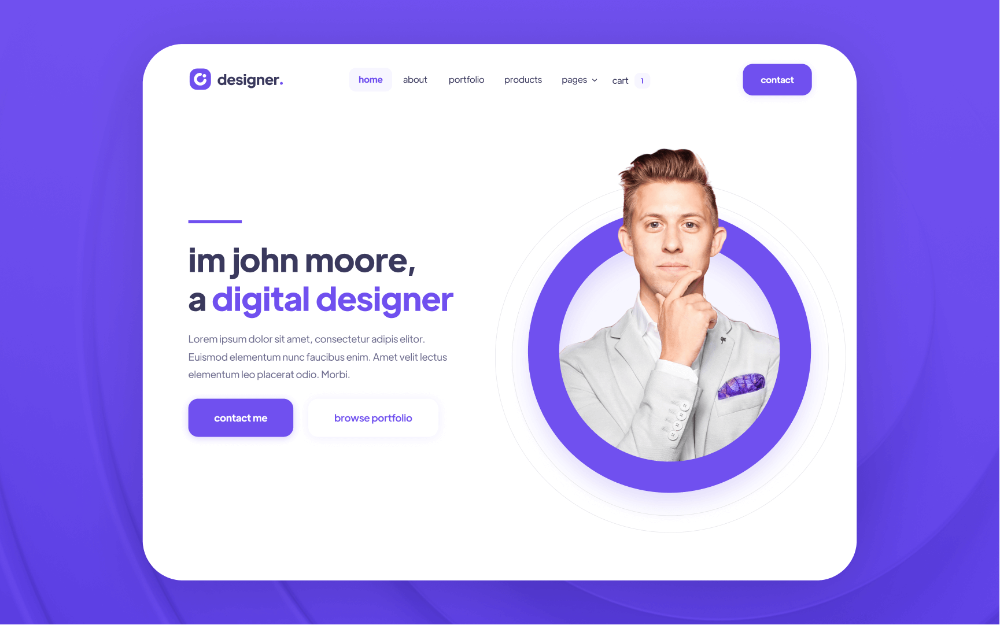 designer.
home about portfolio products pages cart 1
contact
im john moore,
a digital designer
Lorem ipsum dolor sit amet, consectetur adipis elitor.
Euismod elementum nunc faucibus enim. Amet velit lectus
elementum leo placerat odio. Morbi.
contact me browse portfolio